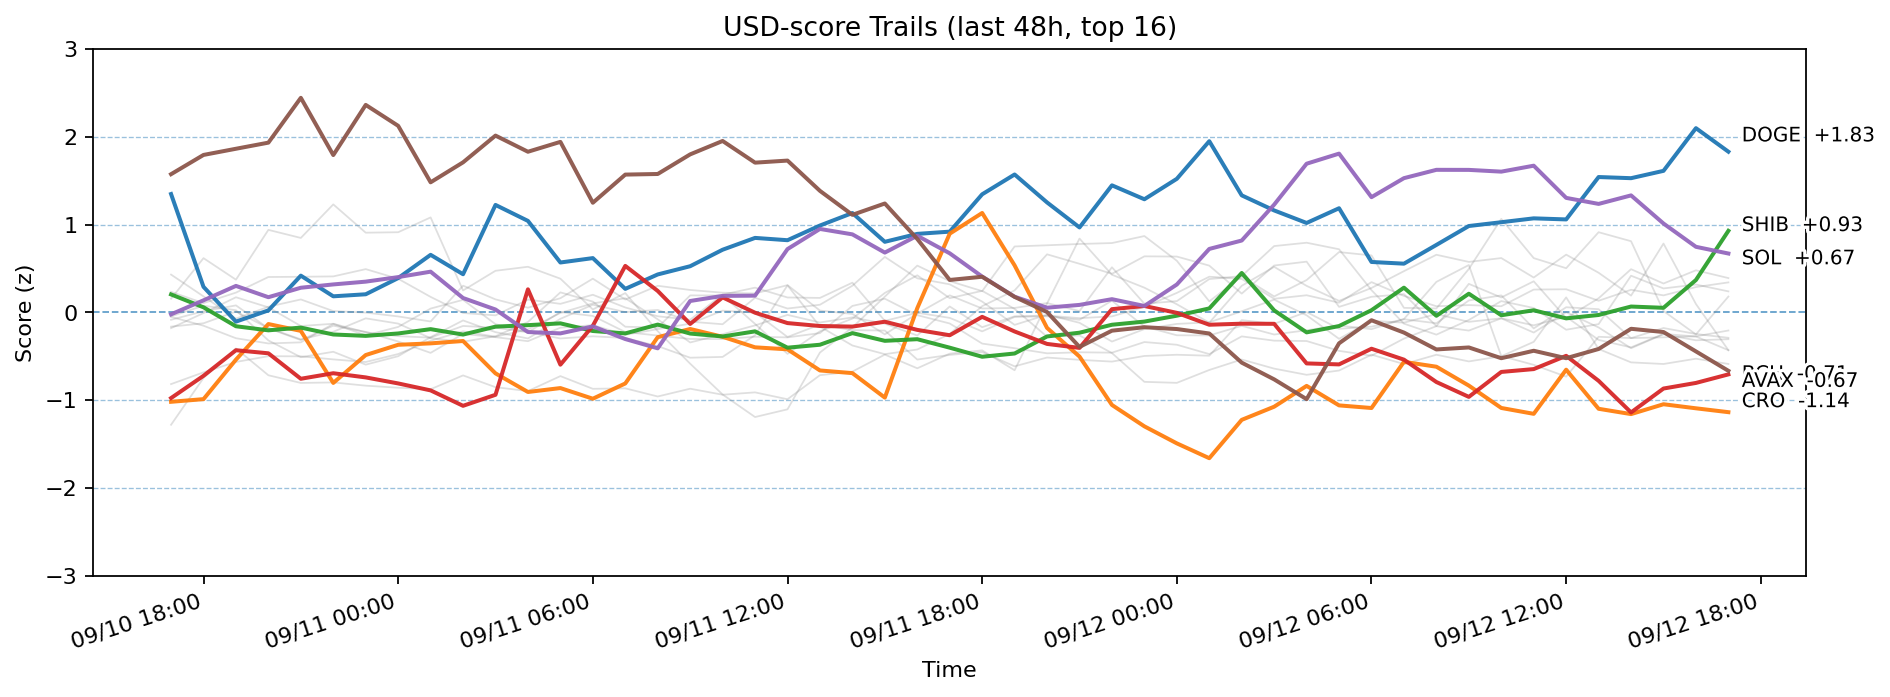 USD-score Trails (last 48h, top 16)
Score (z)
3
2
1
0
−1
−2
−3
DOGE +1.83
SHIB +0.93
SOL +0.67
AVAX -0.67
CRO -1.14
09/10 18:00
09/11 00:00
09/11 06:00
09/11 12:00
09/11 18:00
09/12 00:00
09/12 06:00
09/12 12:00
09/12 18:00
Time